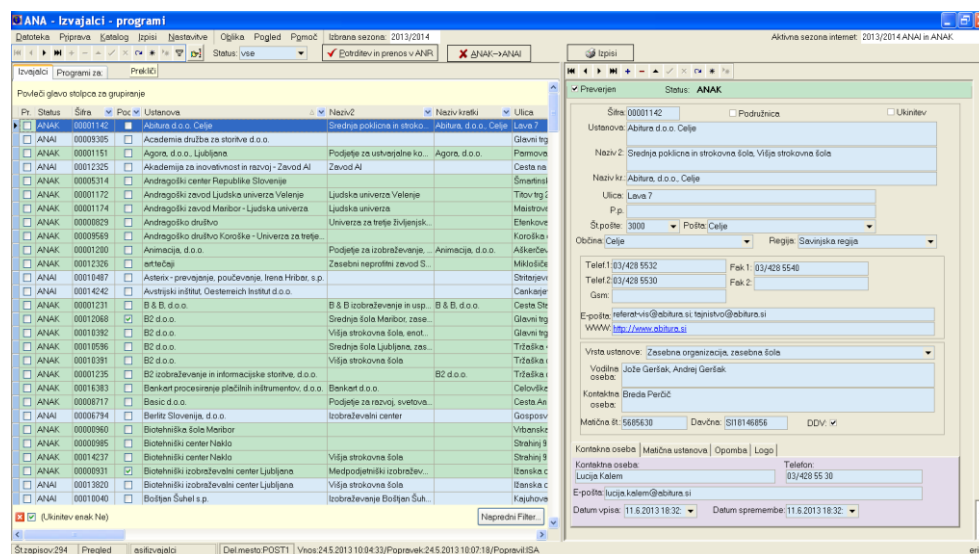 ANA - Izvajalci - programi
Datoteka Priprava Katalog Izpisi Nastavitve Oblika Pogled Pomoč Izbrana sezona: 2013/2014 Aktivna sezona internet: 2013/2014 ANAI in ANAK
Status: vse Potrditev in prenos v ANR ANAK-->ANAI Izpisi
Izvajalci Programi za: Prekliči
Povleči glavo stolpca za grupiranje
Pr. Status Šifra Poc Ustanova Naziv2 Naziv kratki Ulica
ANAK 00001142 Abitura d.o.o. Celje Srednja poklicna in stroko... Abitura, d.o.o., Celje Lava 7
ANAI 00009305 Academia družba za storitve d.o.o. Glavni trg
ANAK 00001151 Agora, d.o.o., Ljubljana Podjetje za ustvarjalne ko... Agora, d.o.o. Parmova
ANAI 00012325 Akademija za inovativnost in razvoj - Zavod AI Zavod AI Cesta na
ANAK 00005314 Andragoški center Republike Slovenije Šmartinsk
ANAK 00001172 Andragoški zavod Ljudska univerza Velenje Ljudska univerza Velenje Titov trg 2
ANAK 00001174 Andragoški zavod Maribor - Ljudska univerza Ljudska univerza Maistrova
ANAK 00000829 Andragoško društvo Univerza za tretje življenjsk... Efenkova
ANAK 00009569 Andragoško društvo Koroške - Univerza za tretje... Koroška
ANAK 00001200 Animacija, d.o.o. Podjetje za izobraževanje, ... Animacija, d.o.o. Aškerčev
ANAK 00012326 art tečaji Zasebni neprofitni zavod S... Miklošiče
ANAI 00010487 Asterix - prevajanje, poučevanje, Irena Hribar, s.p. Stritarjeva
ANAI 00014242 Avstrijski inštitut, Oesterreich Institut d.o.o. Cankarje
ANAK 00001231 B & B, d.o.o. B & B izobraževanje in usp... B & B, d.o.o. Cesta Sta
ANAK 00012068 B2 d.o.o. Srednja šola Maribor, zase... Glavni trg
ANAK 00010392 B2 d.o.o. Višja strokovna šola, enot... Glavni trg
ANAK 00010596 B2 d.o.o. Srednja šola Ljubljana, zas... Tržaška
ANAK 00010391 B2 d.o.o. Višja strokovna šola Tržaška
ANAK 00001235 B2 izobraževanje in informacijske storitve, d.o.o. B2 d.o.o. Tržaška
ANAK 00016383 Bankart procesiranje plačilnih inštrumentov, d.o.o. Bankart d.o.o. Celovška
ANAK 00008717 Basic d.o.o. Podjetje za razvoj, svetova... Cesta An
ANAI 00006794 Berlitz Slovenija, d.o.o. Izobraževalni center Gosposv
ANAK 00000960 Biotehniška šola Maribor Vrbanska
ANAK 00000985 Biotehniški center Naklo Strahinj 9
ANAK 00014237 Biotehniški center Naklo Višja strokovna šola Strahinj 9
ANAK 00000931 Biotehniški izobraževalni center Ljubljana Medpodjetniški izobražev... Ižanska c
ANAI 00013820 Biotehniški izobraževalni center Ljubljana Višja strokovna šola Ižanska c
ANAI 00010040 Boštjan Šuhel s.p. Izobraževanje Boštjan Šuh... Kajuhova
(Ukinitev enak Ne) Napredni Filter...
Št.zapisov:294 Pregled asifizvajalci Del.mesto:POST1 Vnos:24.5.2013 10:04:33/Popravek:24.5.2013 10:07:18/Popravil:ISA
Preverjen Status: ANAK
Šifra: 00001142 Podružnica Ukinitev
Ustanova: Abitura d.o.o. Celje
Naziv 2: Srednja poklicna in strokovna šola, Višja strokovna šola
Naziv kr.: Abitura, d.o.o., Celje
Ulica: Lava 7
P.p.
Št.pošte: 3000 Pošta: Celje
Občina: Celje Regija: Savinjska regija
Telef.1: 03/428 5532 Fak 1: 03/428 5540
Telef.2: 03/428 5530 Fak 2:
Gsm:
E-pošta: referat-vis@abitura.si; tajnistvo@abitura.si
WWW: http://www.abitura.si
Vrsta ustanove: Zasebna organizacija, zasebna šola
Vodilna oseba: Jože Geršak, Andrej Geršak
Kontaktna oseba: Breda Perčič
Matična št.: 5685630 Davčna: SI18146856 DDV:
Kontakna oseba Matična ustanova Opomba Logo
Kontaktna oseba: Telefon:
Lucija Kalem 03/428 55 30
E-pošta: lucija.kalem@abitura.si
Datum vpisa: 11.6.2013 18:32: Datum spremembe: 11.6.2013 18:32: